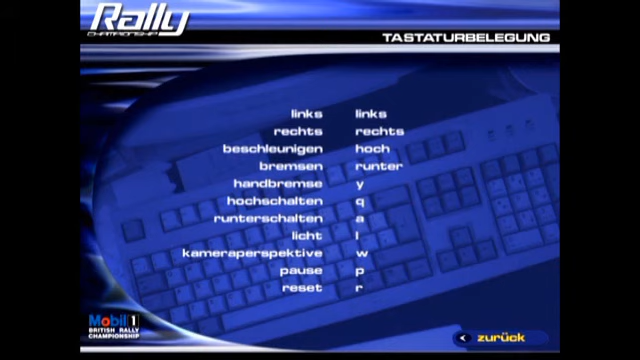 Rally
CHAMPIONSHIP
TASTATURBELEGUNG
links links
rechts rechts
beschleunigen hoch
bremsen runter
handbremse y
hochschalten q
runterschalten a
licht l
kameraperspektive w
pause p
reset r
Mobil 1
BRITISH RALLY
CHAMPIONSHIP
< zurück